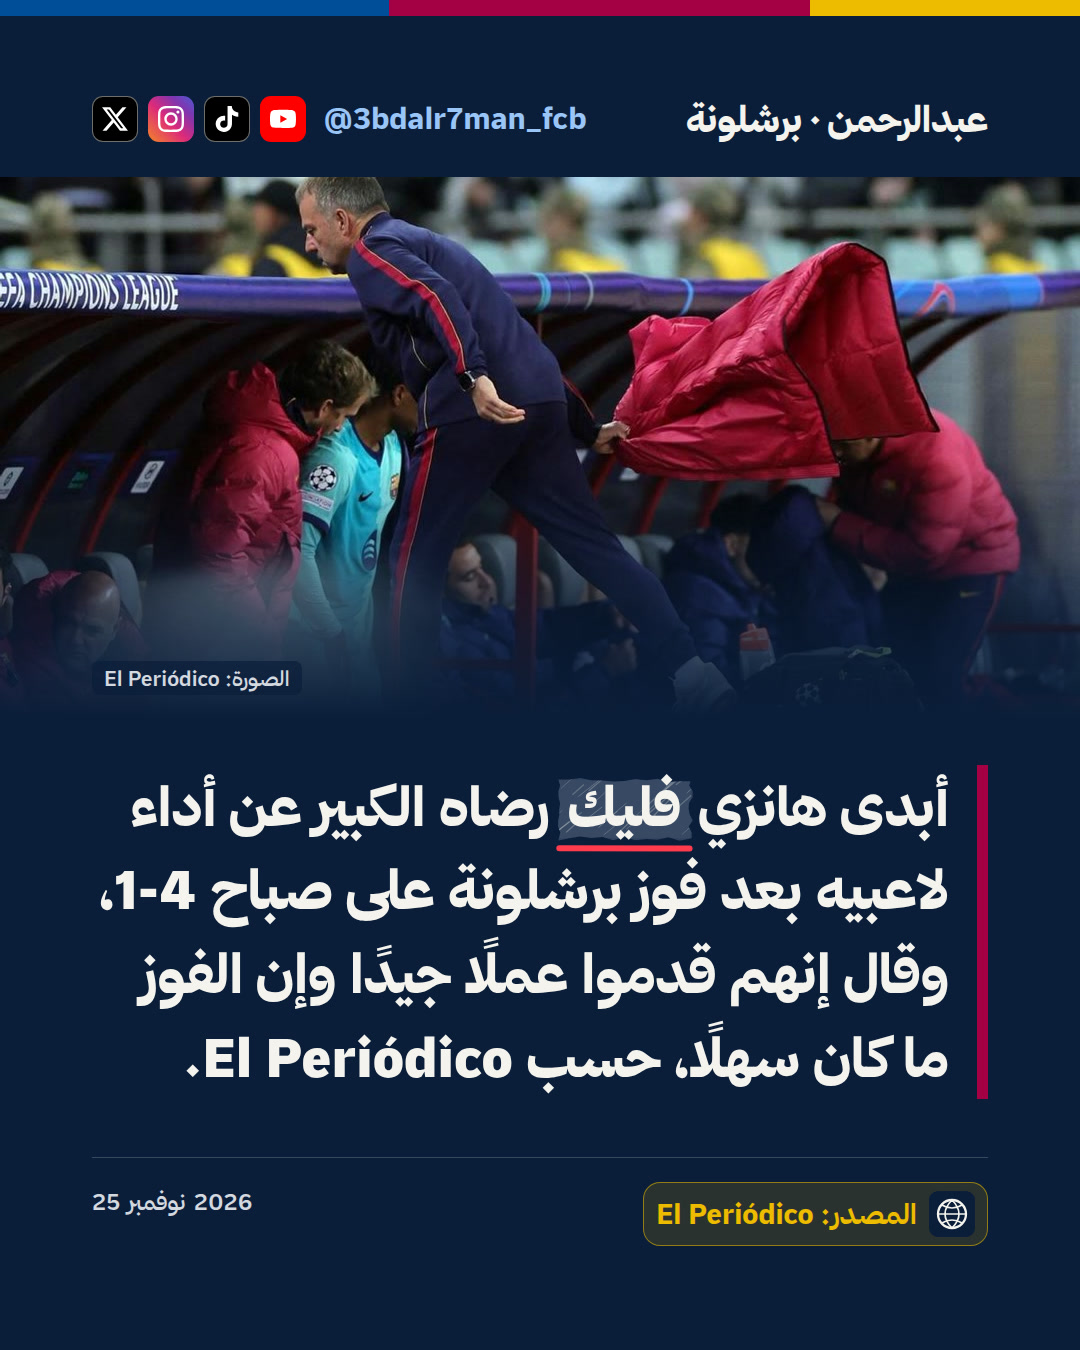 عبدالرحمن · برشلونة
@3bdalr7man_fcb
EFA CHAMPIONS LEAGUE
الصورة: El Periódico
أبدى هانزي فليك رضاه الكبير عن أداء
لاعبيه بعد فوز برشلونة على صباح 4-1،
وقال إنهم قدموا عملًا جيدًا وإن الفوز
ما كان سهلًا، حسب El Periódico.
المصدر: El Periódico
25 نوفمبر 2026